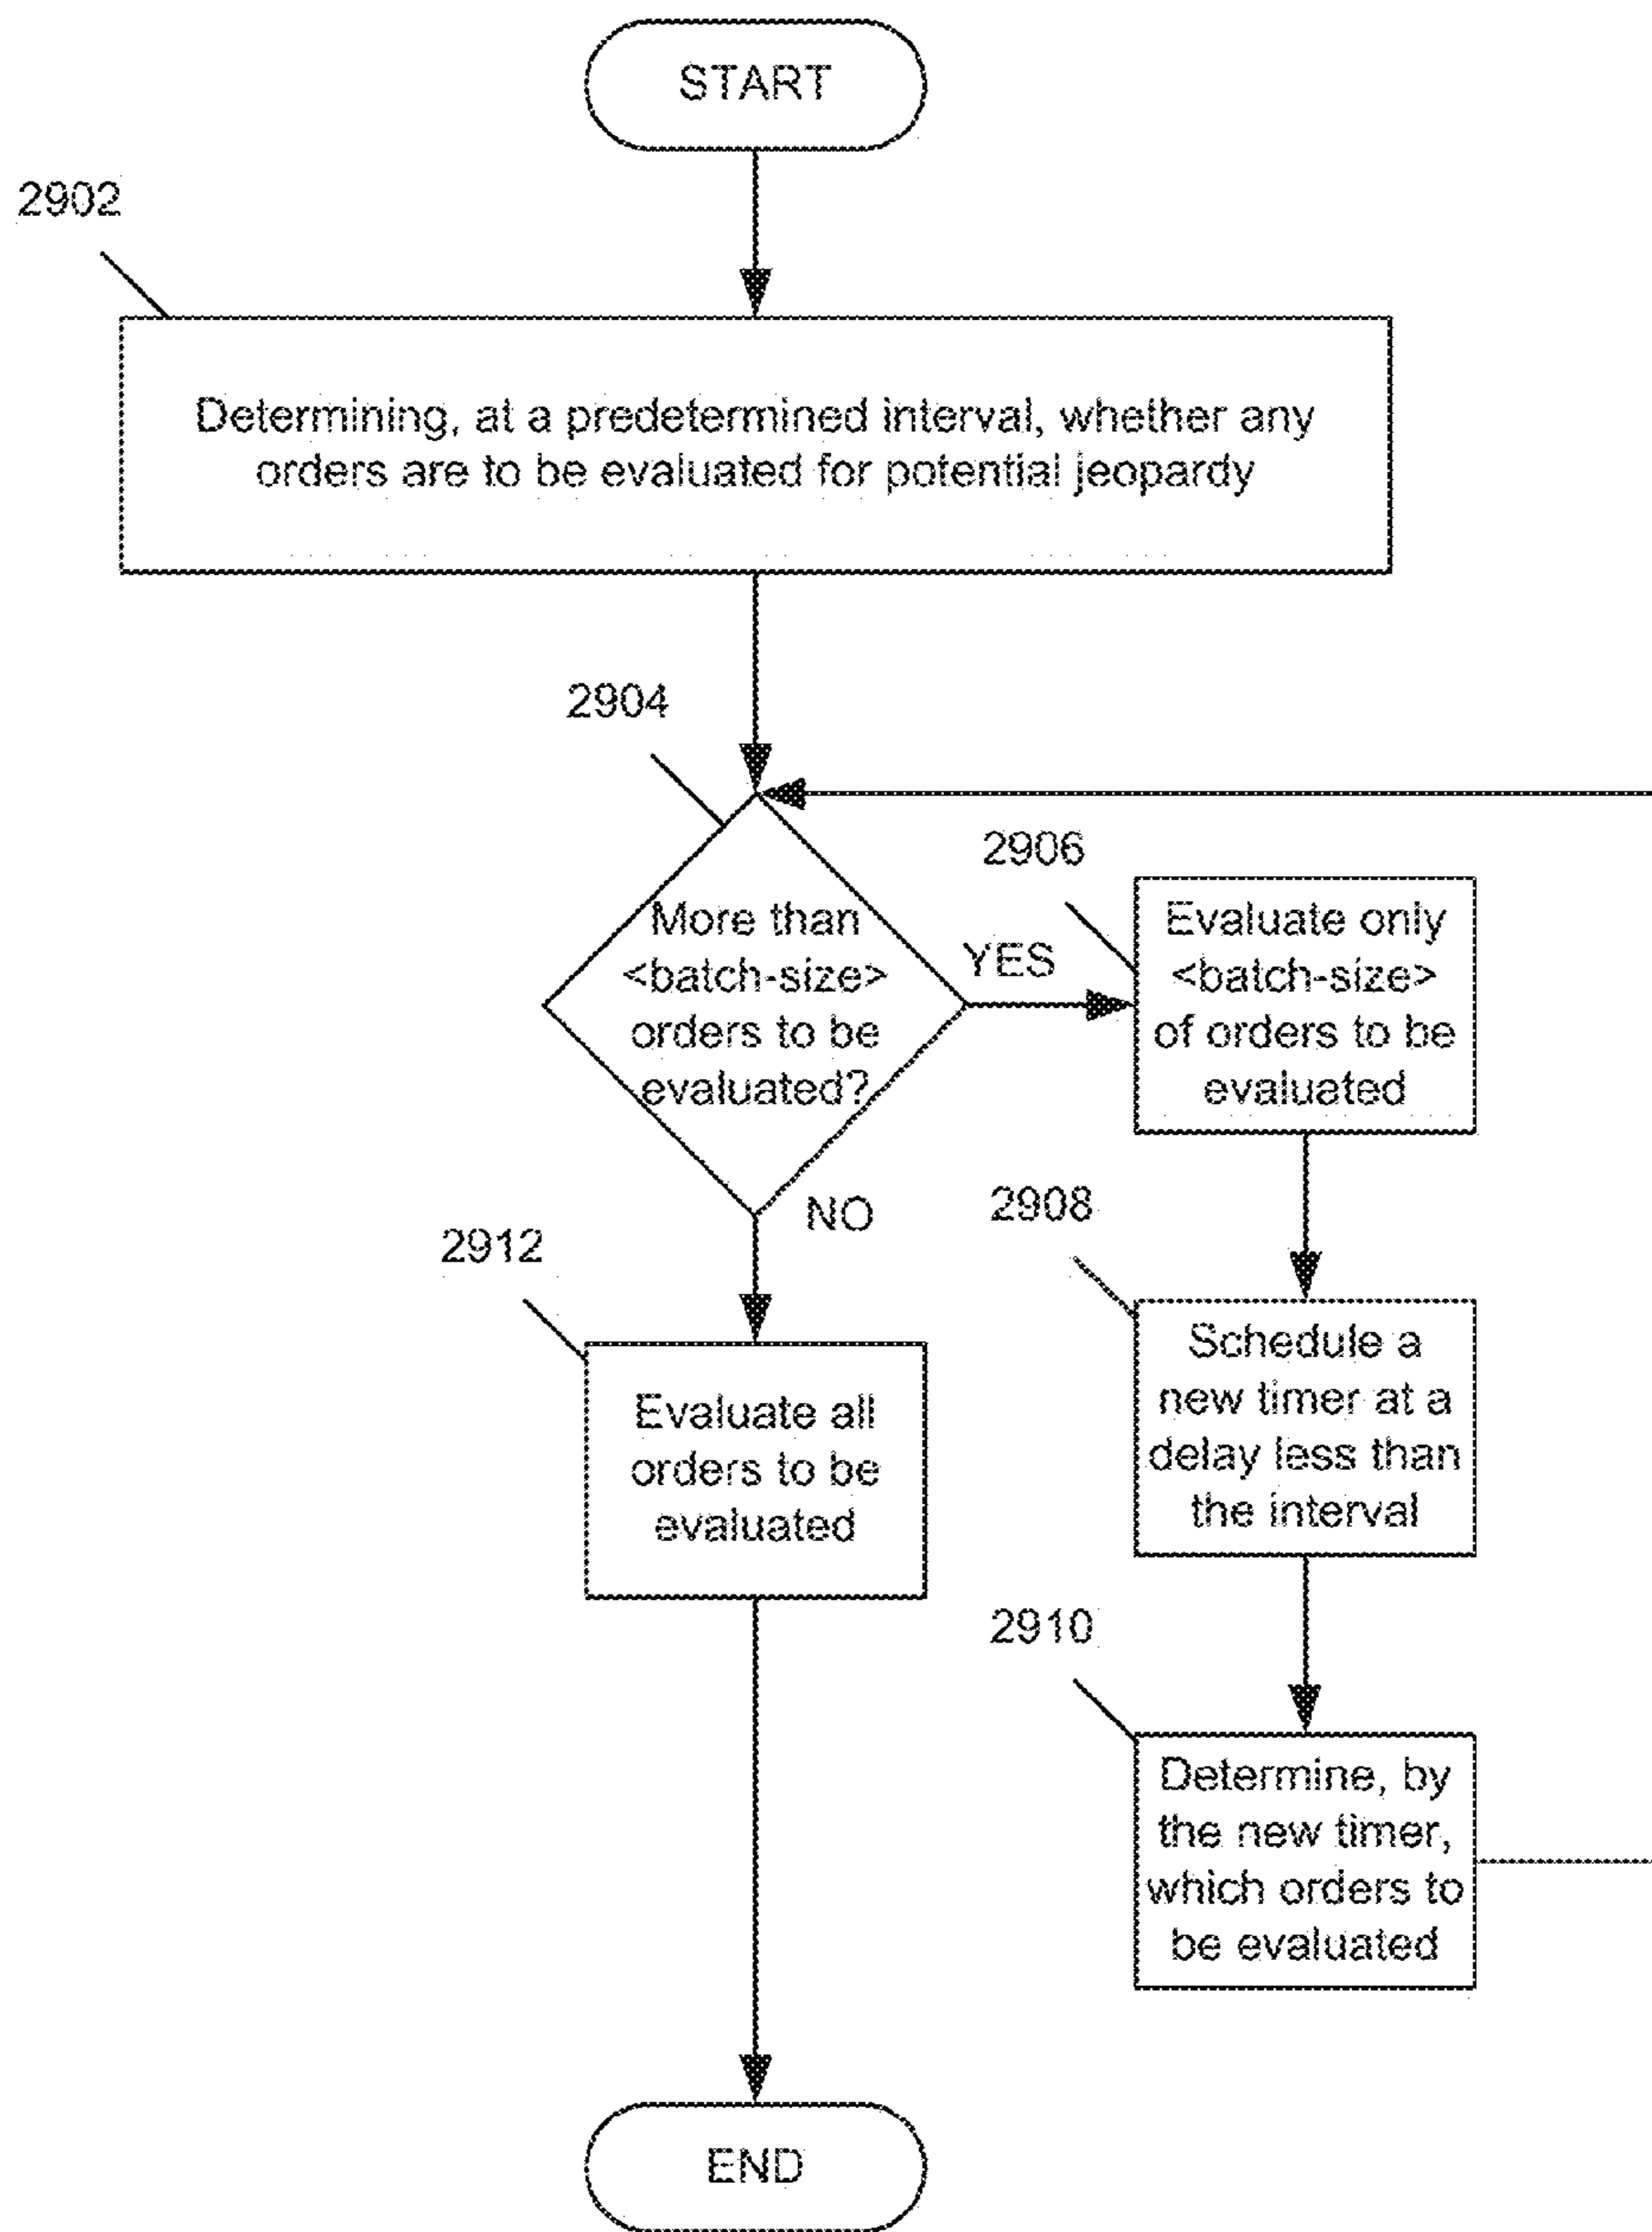 START
2902
Determining, at a predetermined interval, whether any
orders are to be evaluated for potential jeopardy
2904
More than
<batch-size>
orders to be
evaluated?
YES
NO
2906
Evaluate only
<batch-size>
of orders to be
evaluated
2908
Schedule a
new timer at a
delay less than
the interval
2910
Determine, by
the new timer,
which orders to
be evaluated
2912
Evaluate all
orders to be
evaluated
END